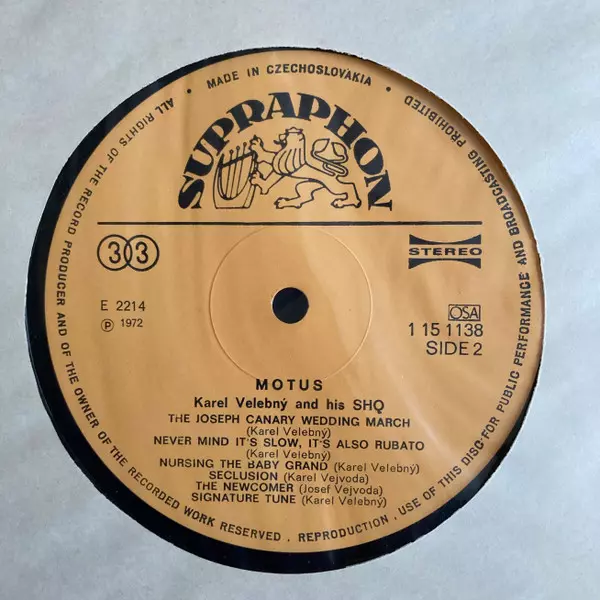 ALL RIGHTS OF THE RECORD PRODUCER AND OF THE OWNER OF THE RECORDED WORK RESERVED . REPRODUCTION . USE OF THIS DISC FOR PUBLIC PERFORMANCE AND BROADCASTING PROHIBITED
• MADE IN CZECHOSLOVAKIA •
SUPRAPHON
33
STEREO
E 2214
℗ 1972
OSA
1 15 1138
SIDE 2
MOTUS
Karel Velebný and his SHQ
THE JOSEPH CANARY WEDDING MARCH
(Karel Velebný)
NEVER MIND IT'S SLOW, IT'S ALSO RUBATO
(Karel Velebný)
NURSING THE BABY GRAND (Karel Velebný)
SECLUSION (Karel Vejvoda)
THE NEWCOMER (Josef Vejvoda)
SIGNATURE TUNE (Karel Velebný)